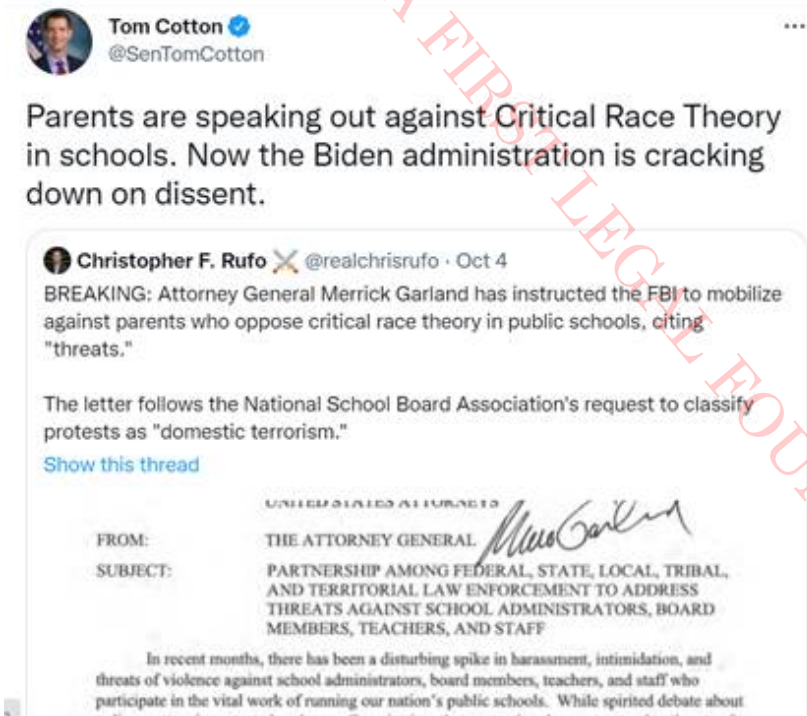 Tom Cotton
@SenTomCotton
Parents are speaking out against Critical Race Theory
in schools. Now the Biden administration is cracking
down on dissent.
Christopher F. Rufo ⚔ @realchrisrufo · Oct 4
BREAKING: Attorney General Merrick Garland has instructed the FBI to mobilize
against parents who oppose critical race theory in public schools, citing
"threats."
The letter follows the National School Board Association's request to classify
protests as "domestic terrorism."
Show this thread
UNITED STATES ATTORNEYS
FROM: THE ATTORNEY GENERAL
SUBJECT: PARTNERSHIP AMONG FEDERAL, STATE, LOCAL, TRIBAL,
AND TERRITORIAL LAW ENFORCEMENT TO ADDRESS
THREATS AGAINST SCHOOL ADMINISTRATORS, BOARD
MEMBERS, TEACHERS, AND STAFF
In recent months, there has been a disturbing spike in harassment, intimidation, and
threats of violence against school administrators, board members, teachers, and staff who
participate in the vital work of running our nation's public schools. While spirited debate about
A FIRST LEGAL FOU